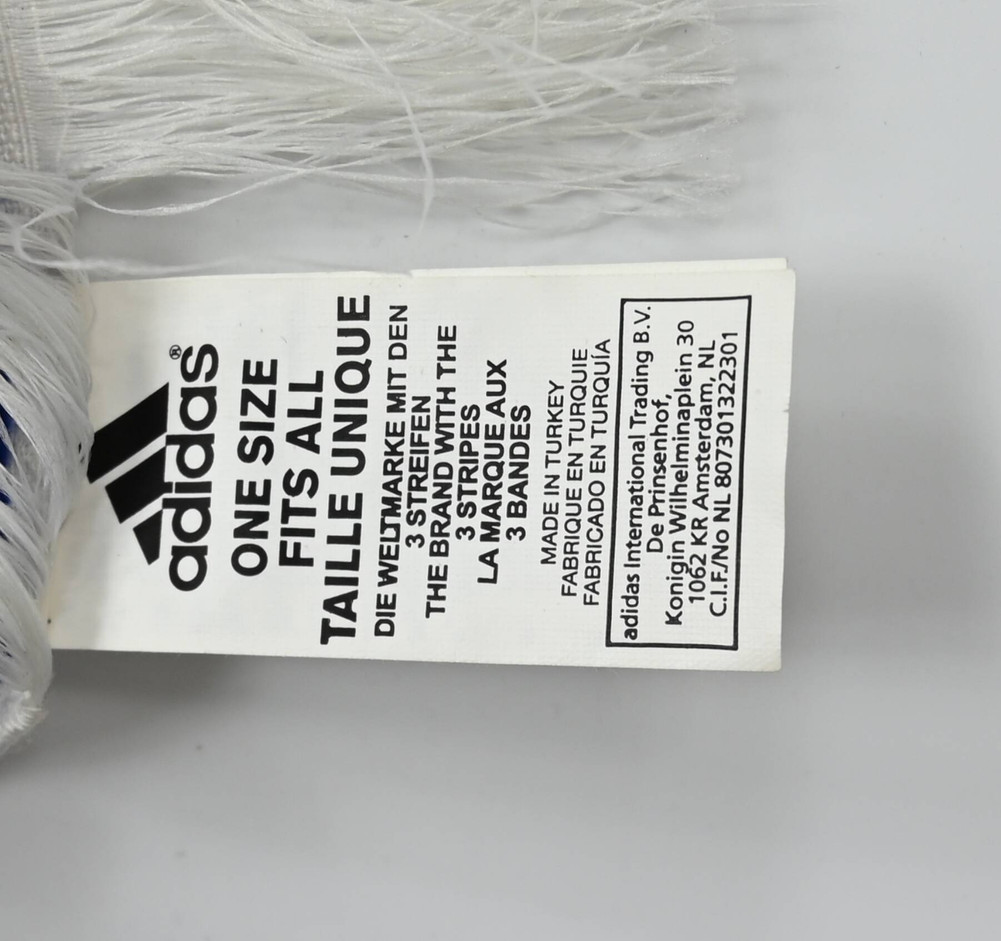 adidas®
ONE SIZE
FITS ALL
TAILLE UNIQUE
DIE WELTMARKE MIT DEN
3 STREIFEN
THE BRAND WITH THE
3 STRIPES
LA MARQUE AUX
3 BANDES
MADE IN TURKEY
FABRIQUE EN TURQUIE
FABRICADO EN TURQUÍA
adidas International Trading B.V.
De Prinsenhof,
Konigin Wilhelminaplein 30
1062 KR Amsterdam, NL
C.I.F./No NL 807301322301